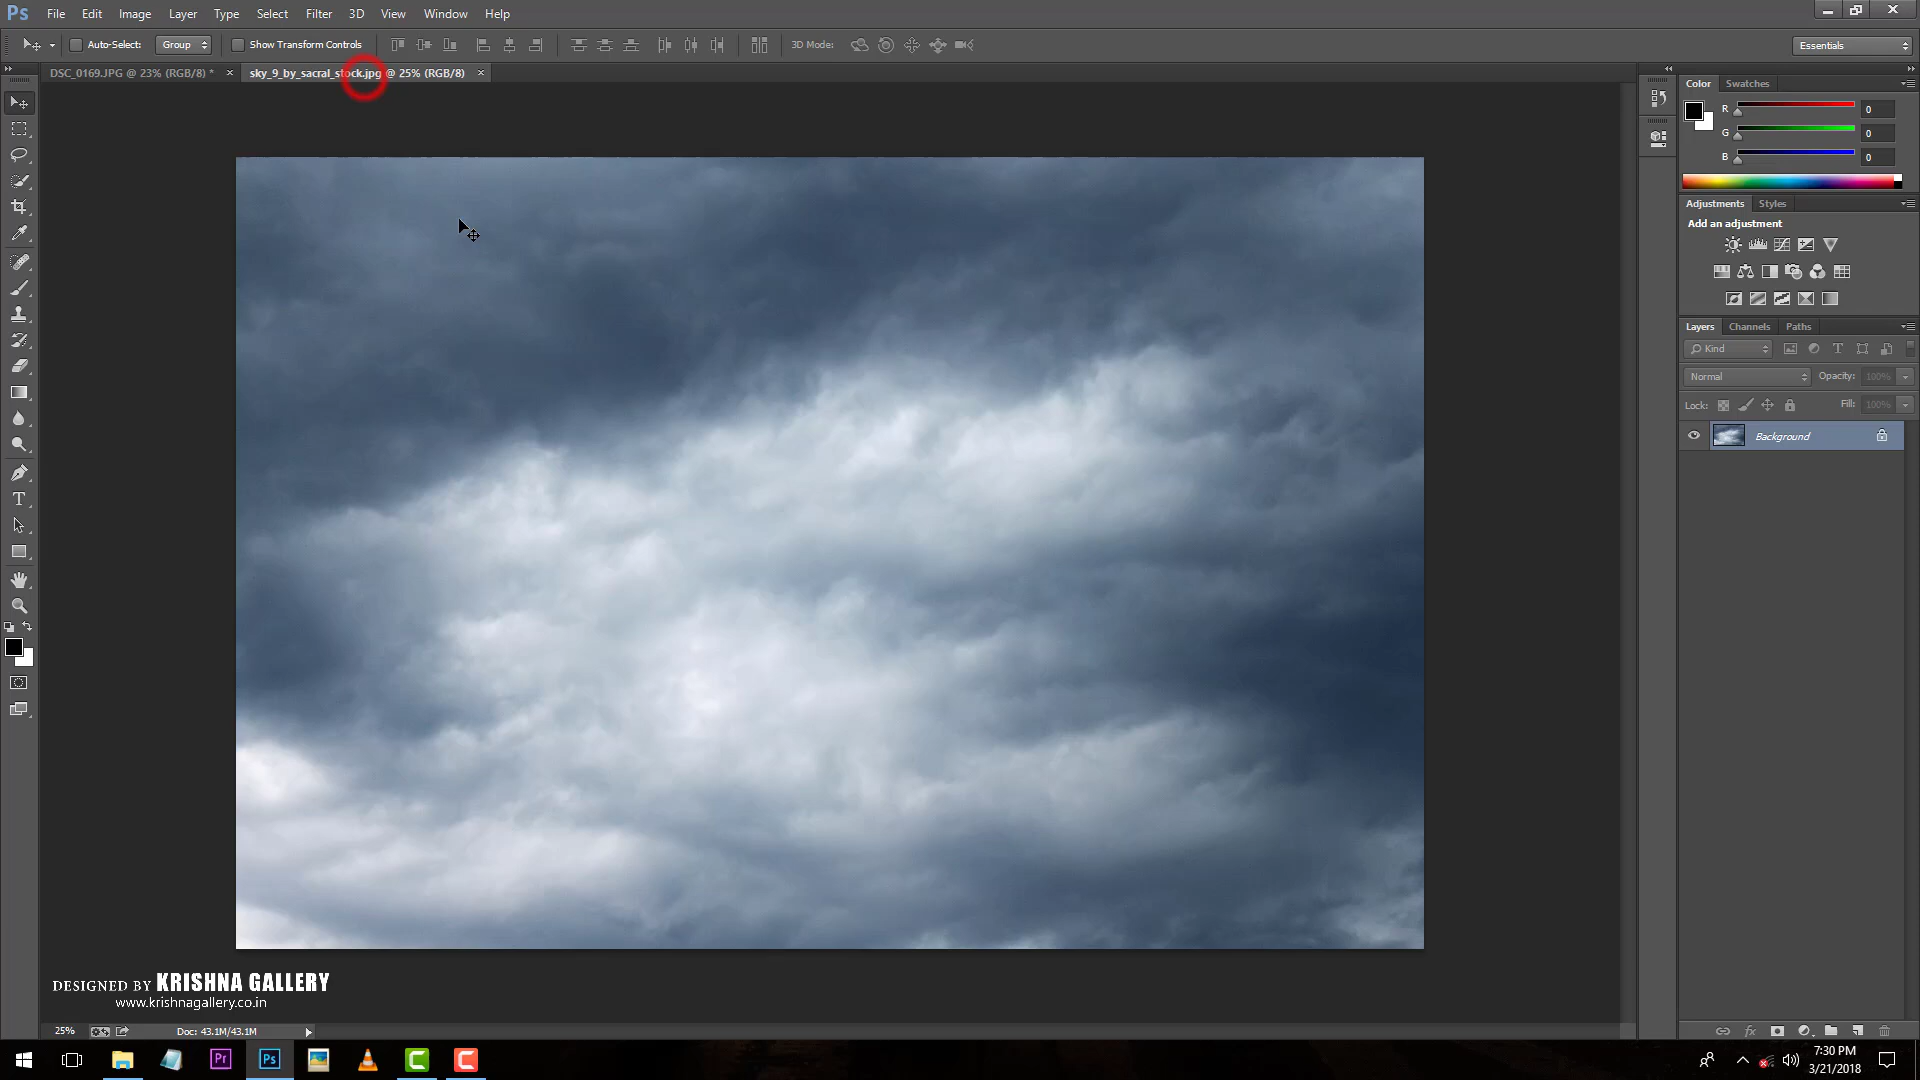 Ps File Edit Image Layer Type Select Filter 3D View Window Help
Auto-Select: Group Show Transform Controls 3D Mode: Essentials
DSC_0169.JPG @ 23% (RGB/8) * × sky_9_by_sacral_stock.jpg @ 25% (RGB/8) ×
Color Swatches
R 0
G 0
B 0
Adjustments Styles
Add an adjustment
Layers Channels Paths
Kind
Normal Opacity: 100%
Lock: Fill: 100%
Background
T
DESIGNED BY KRISHNA GALLERY
www.krishnagallery.co.in
25% Doc: 43.1M/43.1M
Pr Ps
7:30 PM
3/21/2018